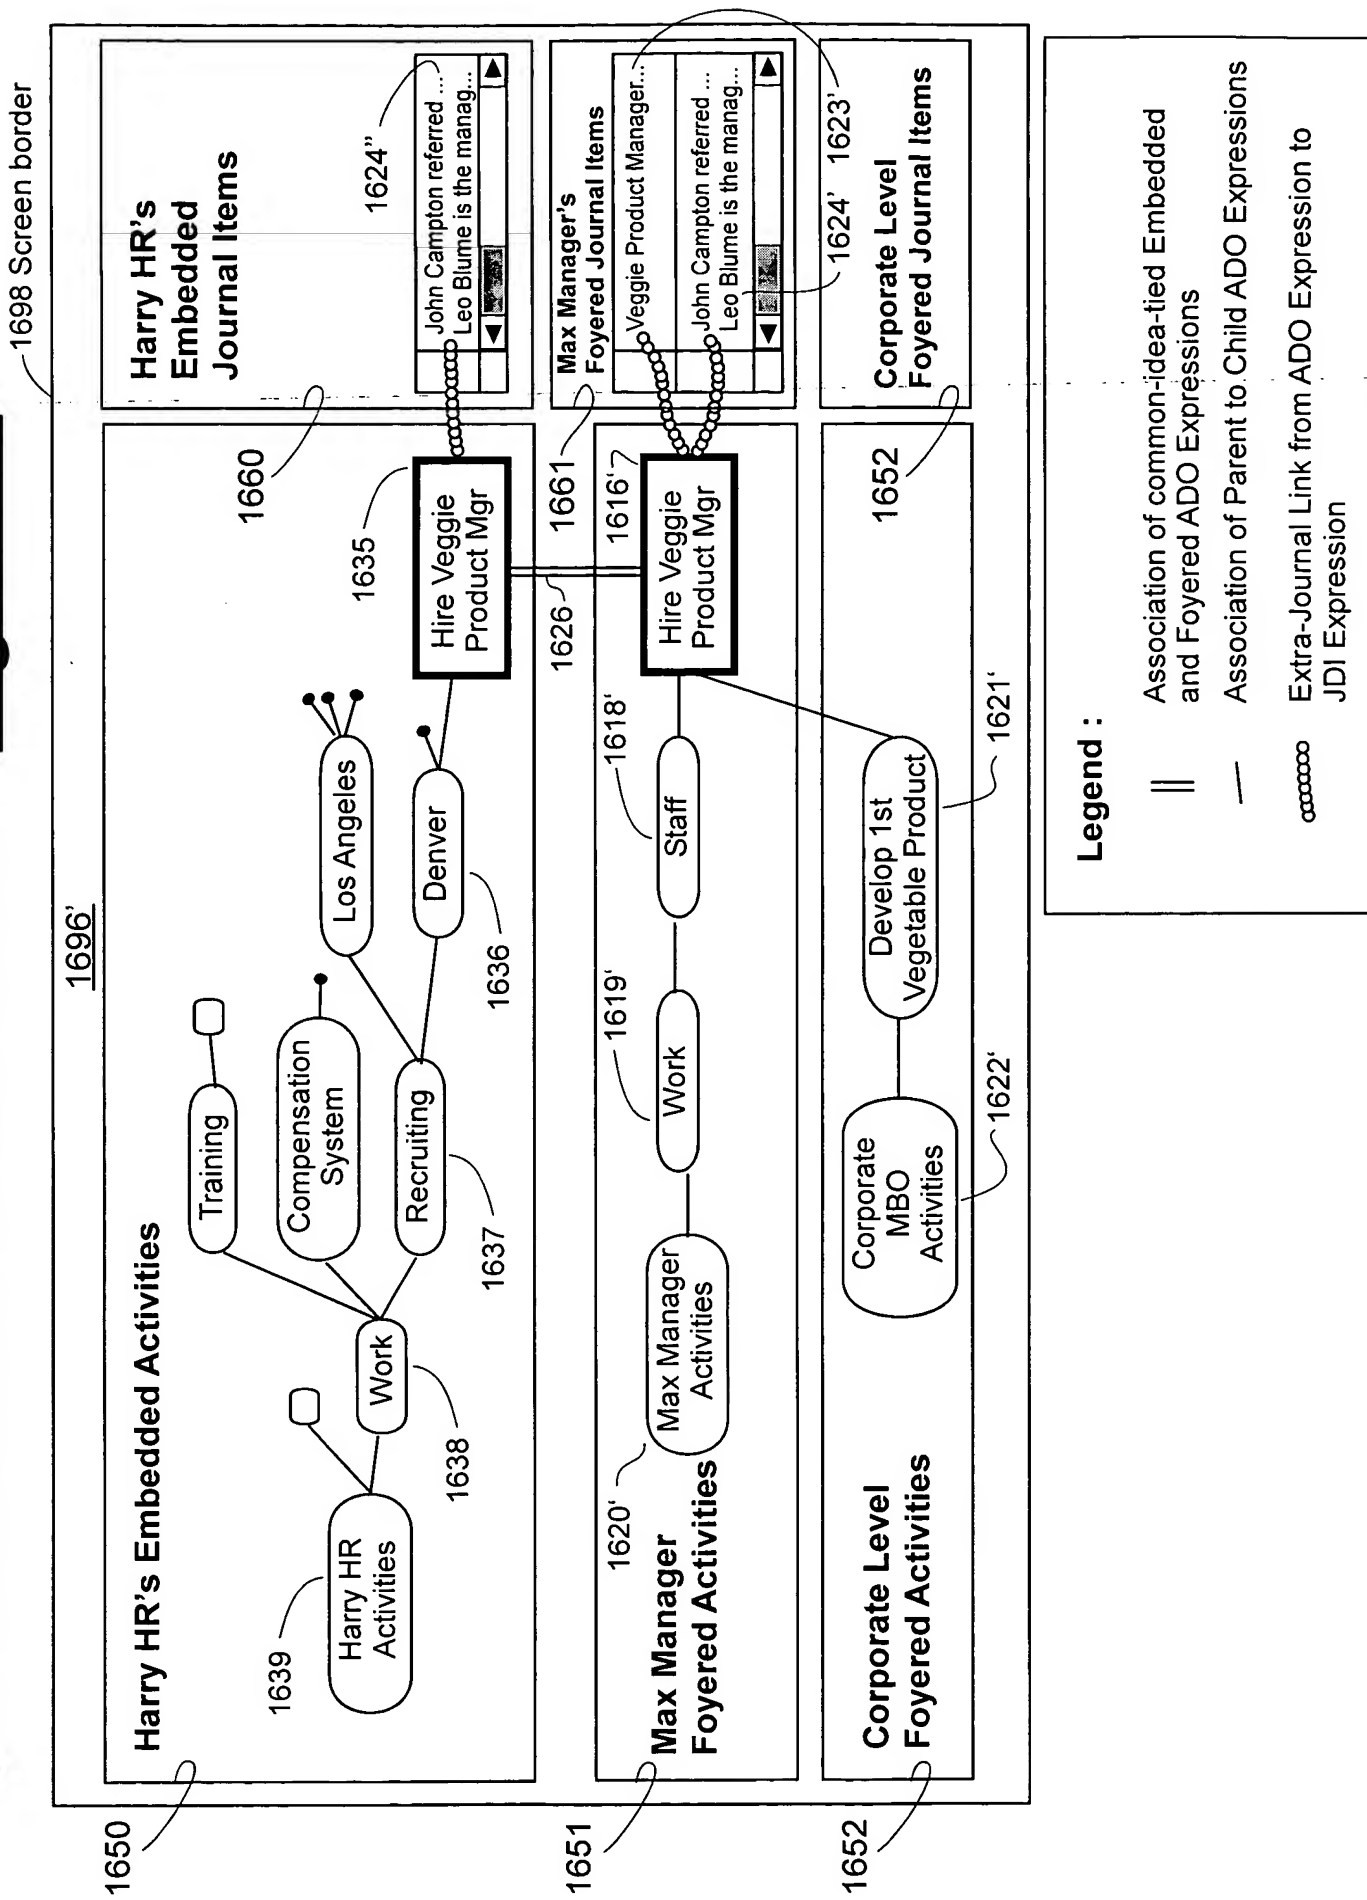 1698 Screen border
1696'
1650
Harry HR's Embedded Activities
1639
Harry HR
Activities
Work
1638
Training
Compensation
System
Recruiting
1637
Los Angeles
Denver
1636
1635
Hire Veggie
Product Mgr
1626
1660
Harry HR's
Embedded
Journal Items
1624"
John Campton referred ...
Leo Blume is the manag...
1651
Max Manager
Foyered Activities
1620'
Max Manager
Activities
1619'
Work
1618'
Staff
1616'
Hire Veggie
Product Mgr
1661
Max Manager's
Foyered Journal Items
Veggie Product Manager...
John Campton referred ...
Leo Blume is the manag...
1623'
1624'
1652
Corporate Level
Foyered Activities
Corporate
MBO
Activities
1622'
Develop 1st
Vegetable Product
1621'
1652
Corporate Level
Foyered Journal Items
Legend :
Association of common-idea-tied Embedded
and Foyered ADO Expressions
Association of Parent to Child ADO Expressions
Extra-Journal Link from ADO Expression to
JDI Expression